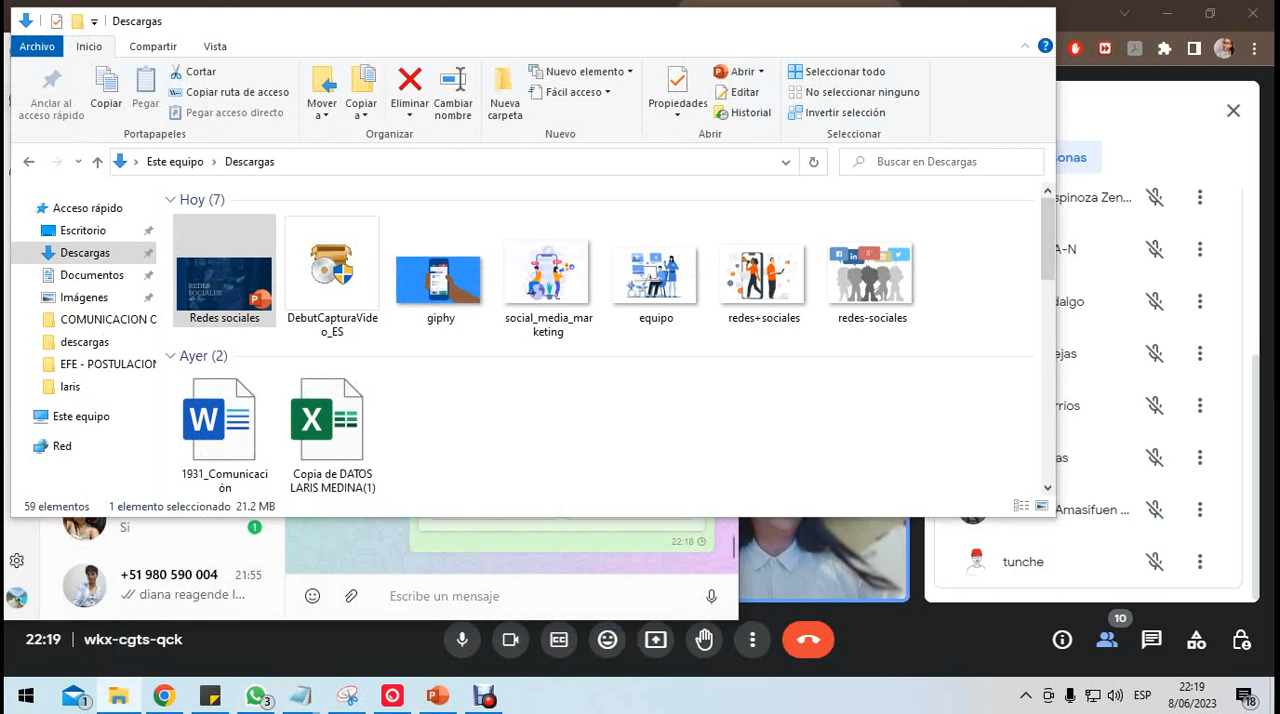 Descargas
Archivo
Inicio
Compartir
Vista
Anclar al
acceso rápido
Copiar
Pegar
Cortar
Copiar ruta de acceso
Pegar acceso directo
Portapapeles
Mover
a
Copiar
a
Eliminar
Cambiar
nombre
Organizar
Nueva
carpeta
Nuevo elemento
Fácil acceso
Nuevo
Propiedades
Abrir
Editar
Historial
Abrir
Seleccionar todo
No seleccionar ninguno
Invertir selección
Seleccionar
Este equipo
Descargas
Buscar en Descargas
onas
Acceso rápido
Escritorio
Descargas
Documentos
Imágenes
COMUNICACION O
descargas
EFE - POSTULACION
laris
Este equipo
Red
Hoy (7)
REDES
SOCIALES
Redes sociales
DebutCapturaVide
o_ES
giphy
social_media_mar
keting
equipo
redes+sociales
redes-sociales
Ayer (2)
1931_Comunicaci
ón
Copia de DATOS
LARIS MEDINA(1)
59 elementos
1 elemento seleccionado 21.2 MB
spinoza Zen...
A-N
dalgo
ejas
rrios
as
Amasifuen ...
tunche
Si
1
+51 980 590 004
21:55
diana reagende l...
22:18
Escribe un mensaje
22:19
wkx-cgts-qck
10
1
3
ESP
22:19
8/06/2023
18